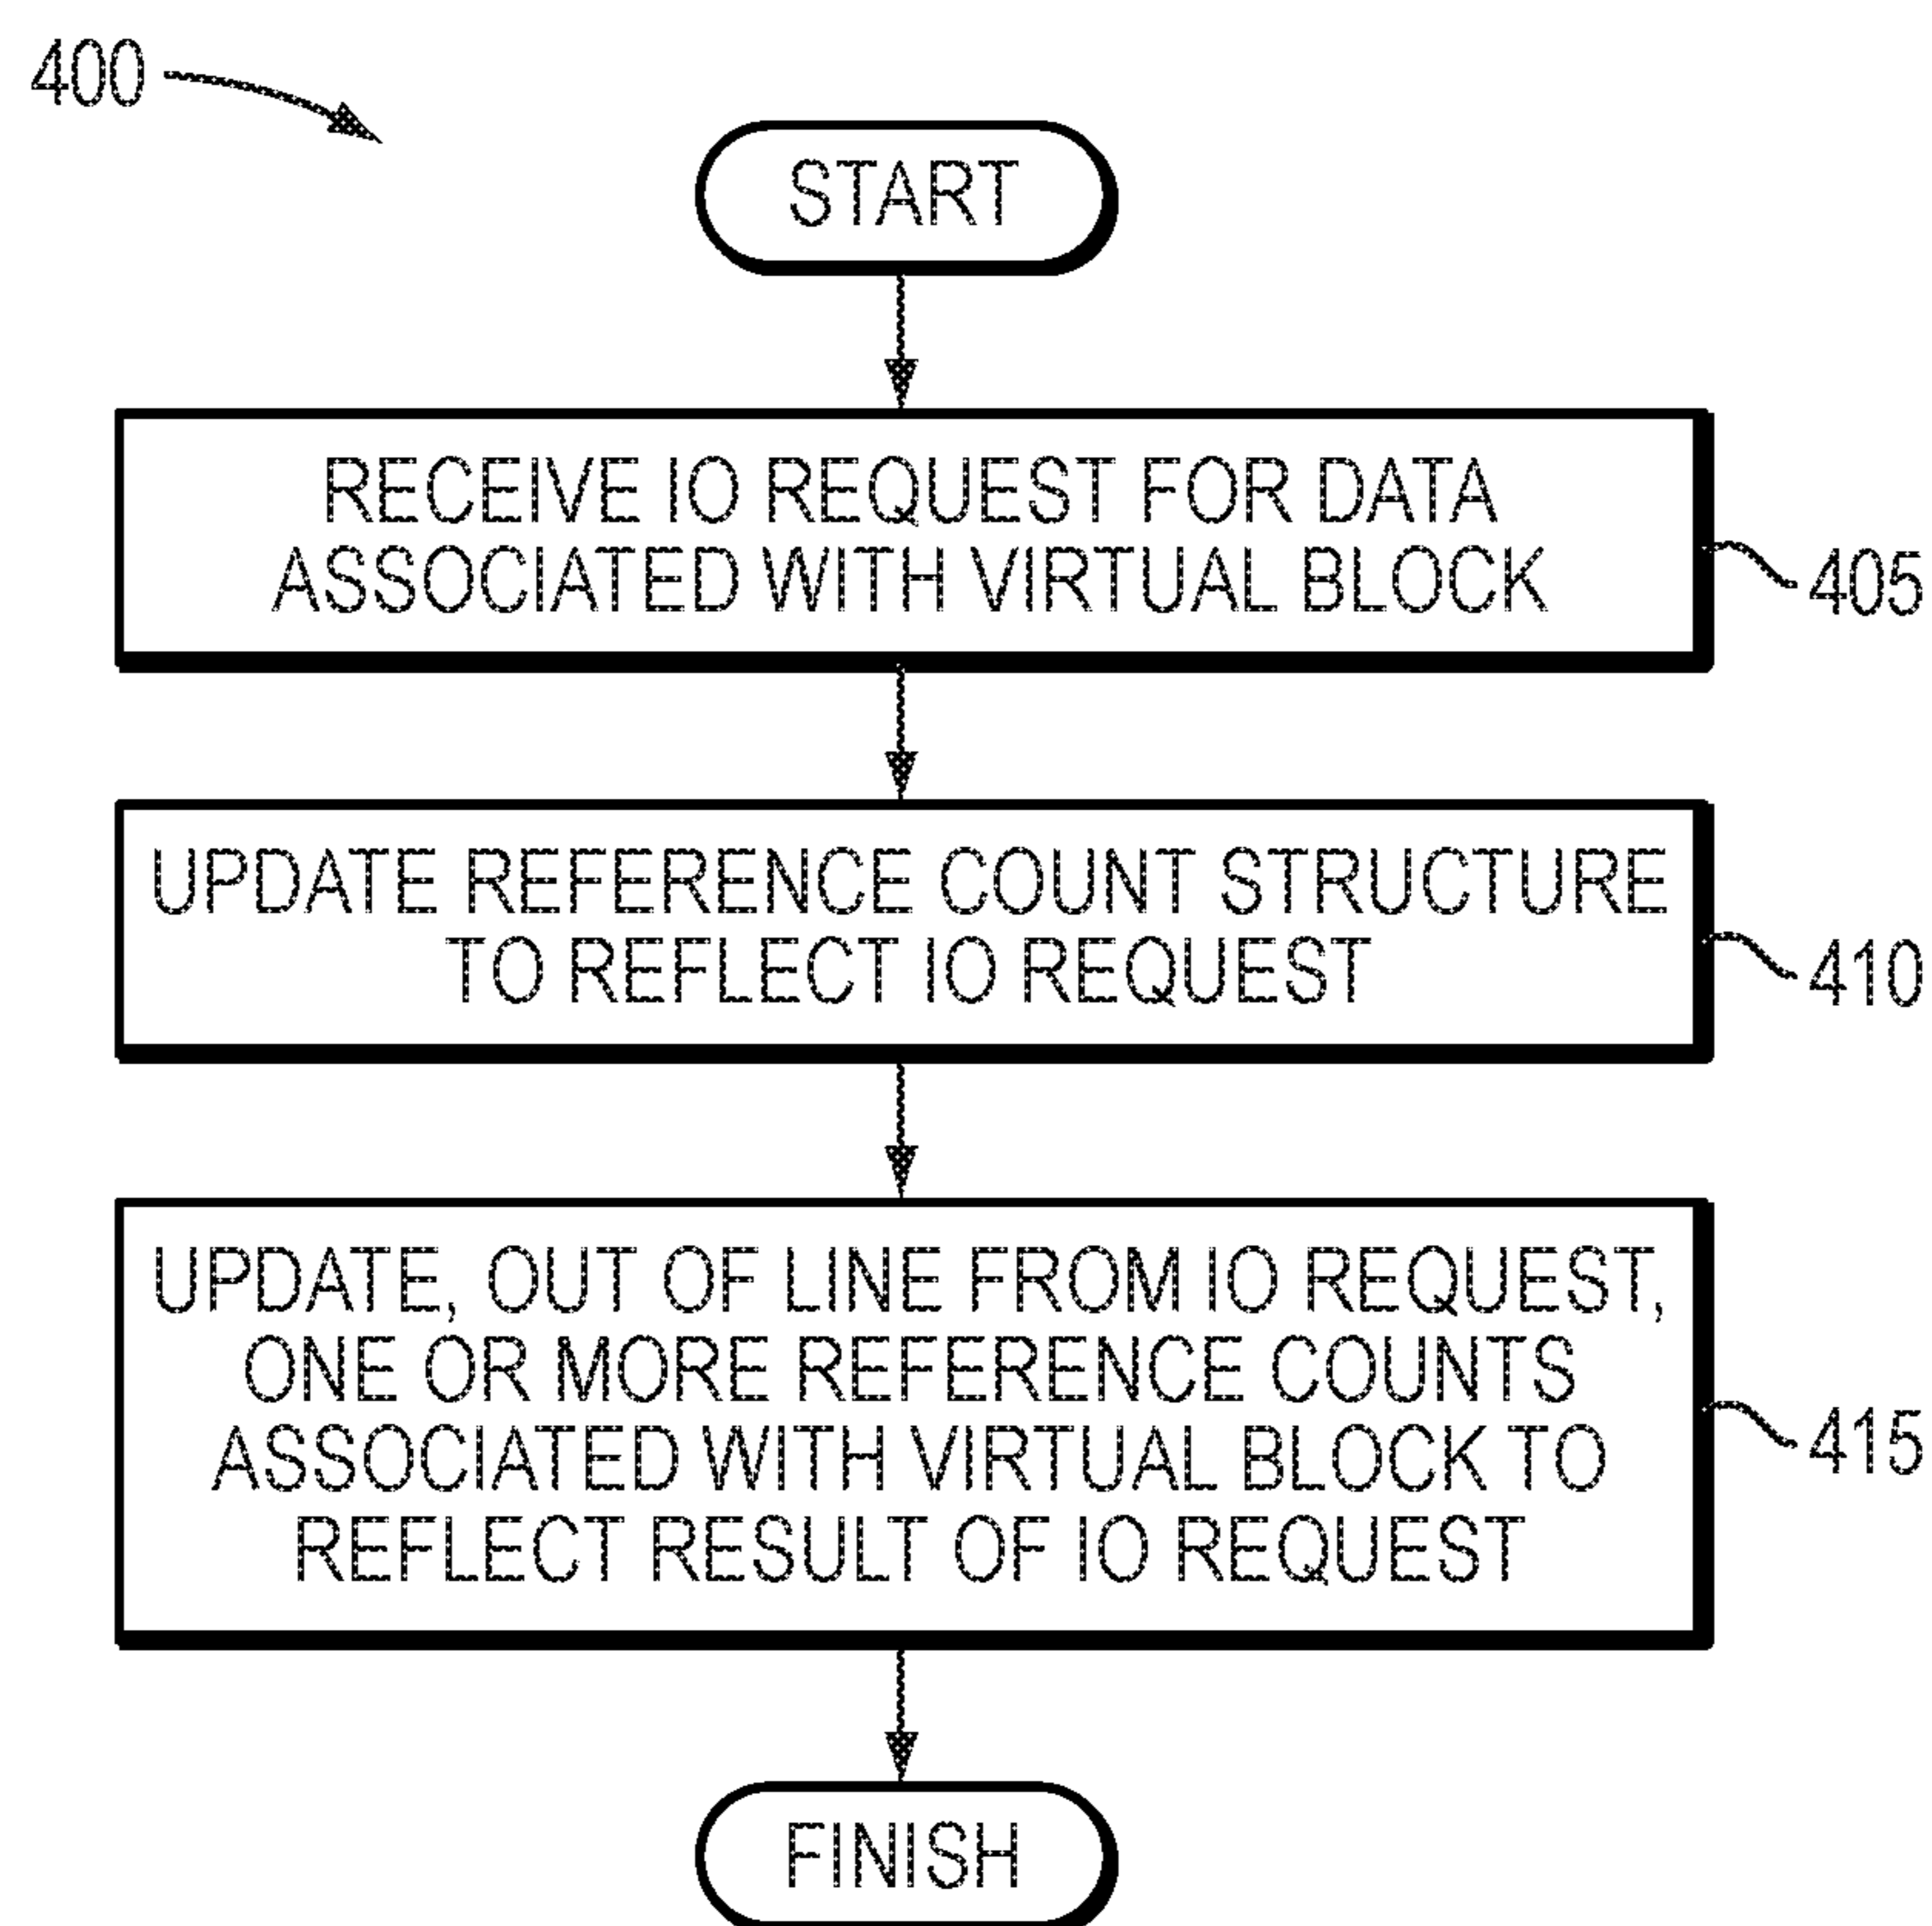 400
START
RECEIVE IO REQUEST FOR DATA
ASSOCIATED WITH VIRTUAL BLOCK
405
UPDATE REFERENCE COUNT STRUCTURE
TO REFLECT IO REQUEST
410
UPDATE, OUT OF LINE FROM IO REQUEST,
ONE OR MORE REFERENCE COUNTS
ASSOCIATED WITH VIRTUAL BLOCK TO
REFLECT RESULT OF IO REQUEST
415
FINISH